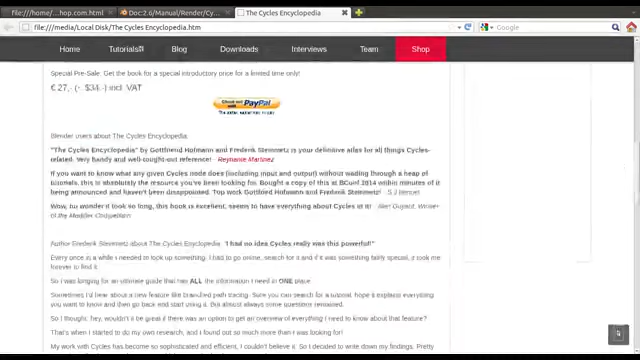 file:///home/...hop.com.html
Doc:2.6/Manual/Render/Cy...
The Cycles Encyclopedia
file:///media/Local Disk/The Cycles Encyclopedia.htm
Google
Home
Tutorials
Blog
Downloads
Interviews
Team
Shop
Special Pre-Sale: Get the book for a special introductory price for a limited time only!
€ 27,- (~ $34,-) incl. VAT
Check out with PayPal
Blender users about The Cycles Encyclopedia
"The Cycles Encyclopedia" by Gottfried Hofmann and Frederik Steinmetz is your definitive atlas for all things Cycles-
related. Very handy and well-tought-out reference! - Reynante Martinez
If you want to know what any given Cycles node does (including input and output) without wading through a heap of
tutorials, this is absolutely the resource you've been looking for. Bought a copy of this at BConf 2014 within minutes of it
being announced and haven't been disappointed. Top work Gottfried Hofmann and Frederik Steinmetz! -
Wow, no wonder it took so long, this book is excellent, seems to have everything about Cycles in it! - Winner
of the Competition
Author Frederik Steinmetz about The Cycles Encyclopedia: "I had no idea Cycles really was this powerful!"
Every once in a while I needed to look up something. I had to go online, search for it and if it was something fairly special, it took me
forever to find it.
So I was longing for an ultimate guide that has ALL the information I need in ONE place
Sometimes I'd hear about a new feature like branched path tracing. Sure you can search for a tutorial, hope it explains everything
you want to know and then go back and start using it. But almost always some questions remained.
So I thought: hey, wouldn't it be great if there was an option to get an overview of everything I need to know about that feature?
That's when I started to do my own research, and I found out so much more than I was looking for!
My work with Cycles has become so sophisticated and efficient, I couldn't believe it. So I decided to write down my findings. Pretty